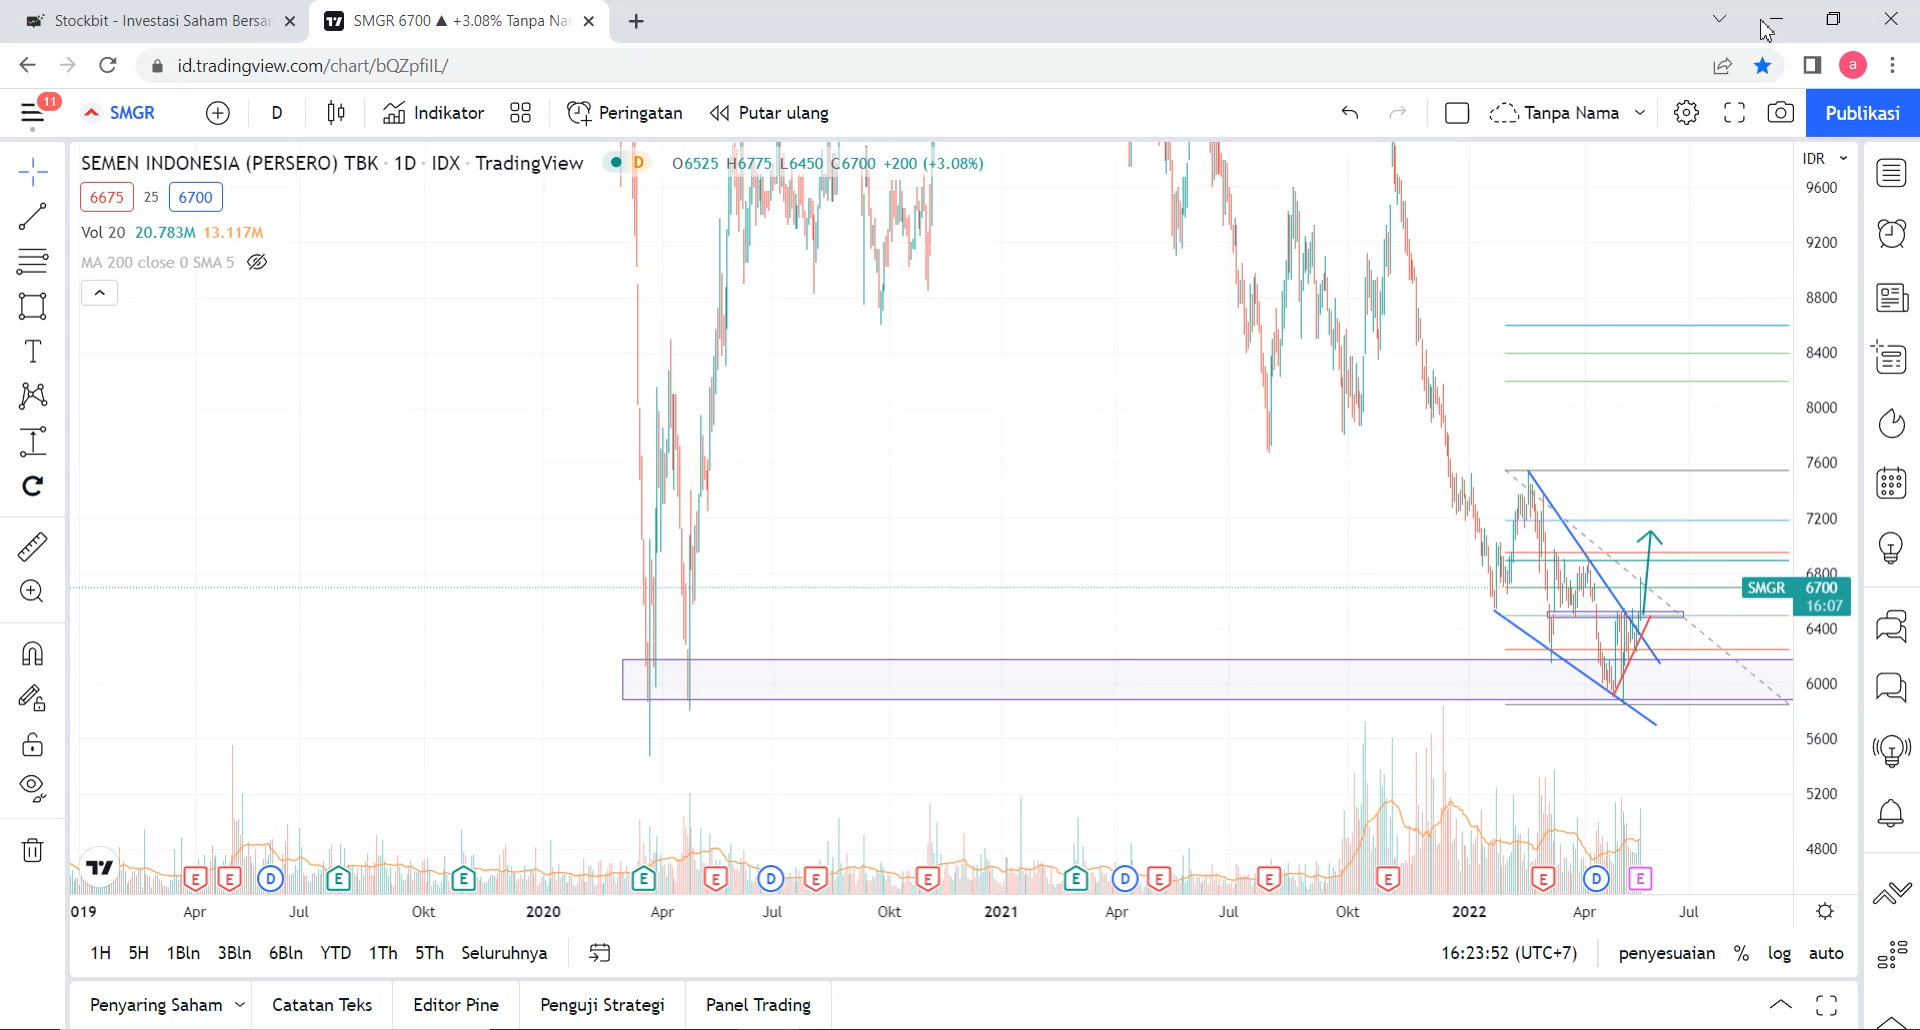 Stockbit - Investasi Saham Bersa
SMGR 6700 ▲ +3.08% Tanpa Na
id.tradingview.com/chart/bQZpfiIL/
a
11
SMGR
D
Indikator
Peringatan
Putar ulang
Tanpa Nama
Publikasi
SEMEN INDONESIA (PERSERO) TBK · 1D · IDX · TradingView
D
O6525 H6775 L6450 C6700 +200 (+3.08%)
IDR
6675 25 6700
Vol 20 20.783M 13.117M
MA 200 close 0 SMA 5
9600
9200
8800
8400
8000
7600
7200
6800
SMGR 6700
16:07
6400
6000
5600
5200
4800
E E D E E E E D E E E D E E E E D E
019 Apr Jul Okt 2020 Apr Jul Okt 2021 Apr Jul Okt 2022 Apr Jul
1H 5H 1Bln 3Bln 6Bln YTD 1Th 5Th Seluruhnya
16:23:52 (UTC+7) penyesuaian % log auto
Penyaring Saham Catatan Teks Editor Pine Penguji Strategi Panel Trading